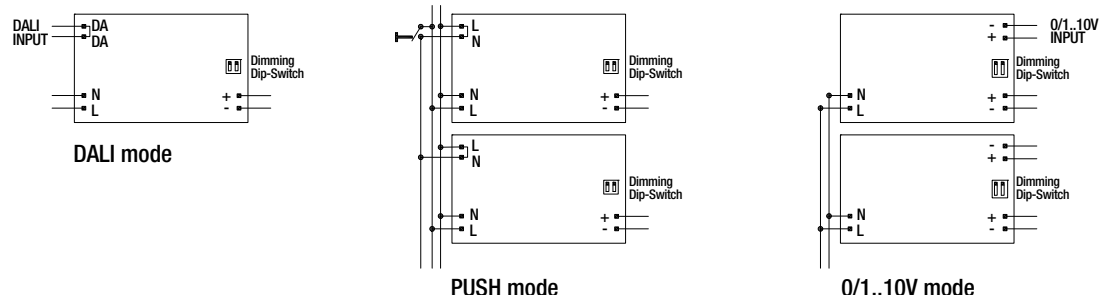 DALI
INPUT
DA
DA
Dimming
Dip-Switch
N
L
+
-
DALI mode
L
N
Dimming
Dip-Switch
N
L
+
-
L
N
Dimming
Dip-Switch
N
L
+
-
PUSH mode
-
+
0/1..10V
INPUT
Dimming
Dip-Switch
N
L
+
-
-
+
Dimming
Dip-Switch
N
L
+
-
0/1..10V mode